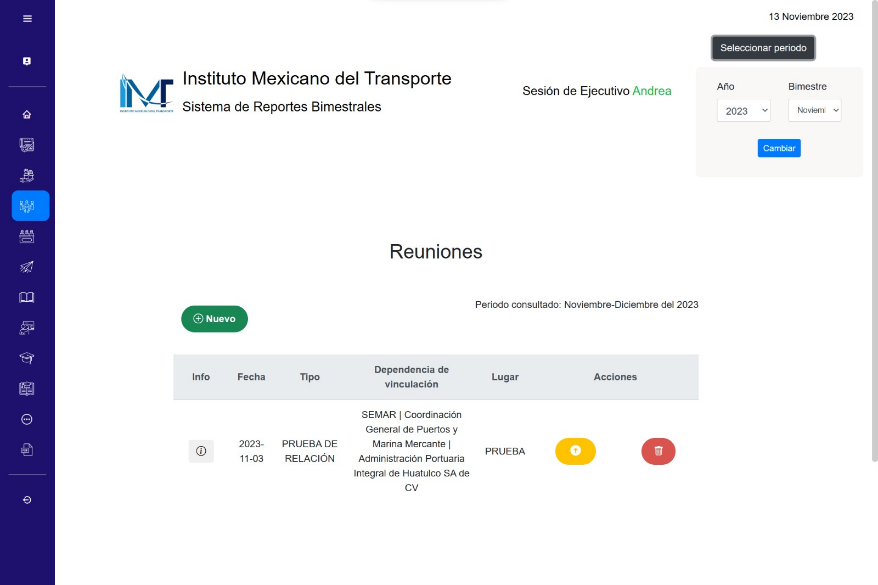 13 Noviembre 2023
Seleccionar periodo
Instituto Mexicano del Transporte
Sistema de Reportes Bimestrales
Sesión de Ejecutivo Andrea
Año
Bimestre
2023
Noviem
Cambiar
Reuniones
Periodo consultado: Noviembre-Diciembre del 2023
Nuevo
Info
Fecha
Tipo
Dependencia de
vinculación
Lugar
Acciones
2023-
11-03
PRUEBA DE
RELACIÓN
SEMAR | Coordinación
General de Puertos y
Marina Mercante |
Administración Portuaria
Integral de Huatulco SA de
CV
PRUEBA